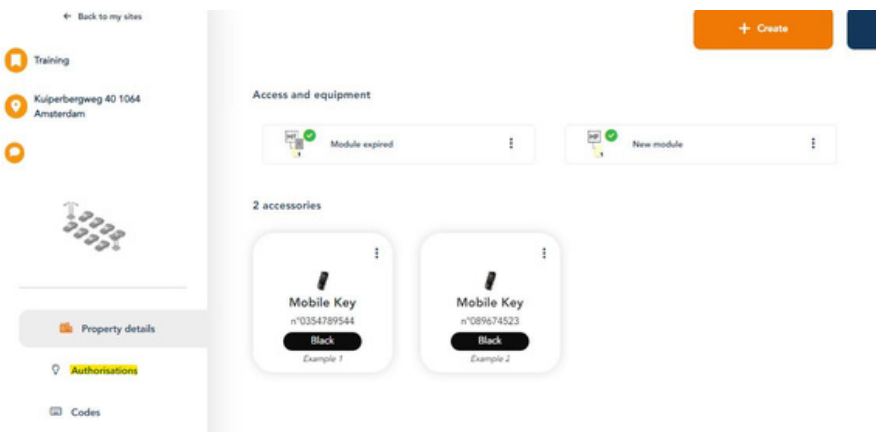 ← Back to my sites
Training
Kuiperbergweg 40 1064
Amsterdam
Property details
Authorisations
Codes
+ Create
Access and equipment
Module expired
New module
2 accessories
Mobile Key
n°0354789544
Black
Example 1
Mobile Key
n°089674523
Black
Example 2